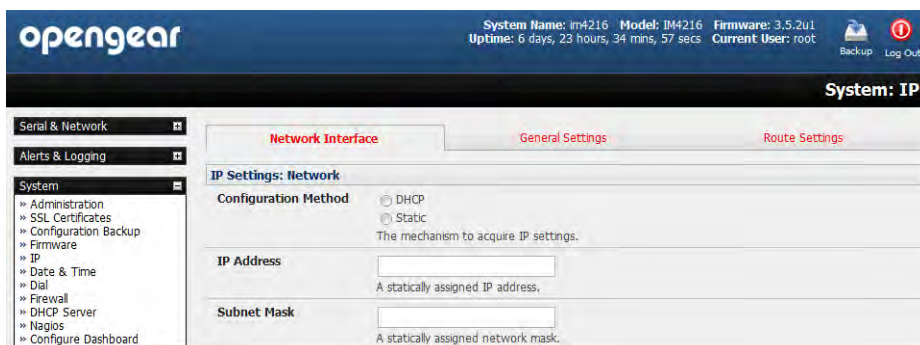 opengear
System Name: im4216 Model: IM4216 Firmware: 3.5.2u1
Uptime: 6 days, 23 hours, 34 mins, 57 secs Current User: root
Backup
Log Out
System: IP
Serial & Network
Alerts & Logging
System
» Administration
» SSL Certificates
» Configuration Backup
» Firmware
» IP
» Date & Time
» Dial
» Firewall
» DHCP Server
» Nagios
» Configure Dashboard
Network Interface
General Settings
Route Settings
IP Settings: Network
Configuration Method
DHCP
Static
The mechanism to acquire IP settings.
IP Address
A statically assigned IP address.
Subnet Mask
A statically assigned network mask.